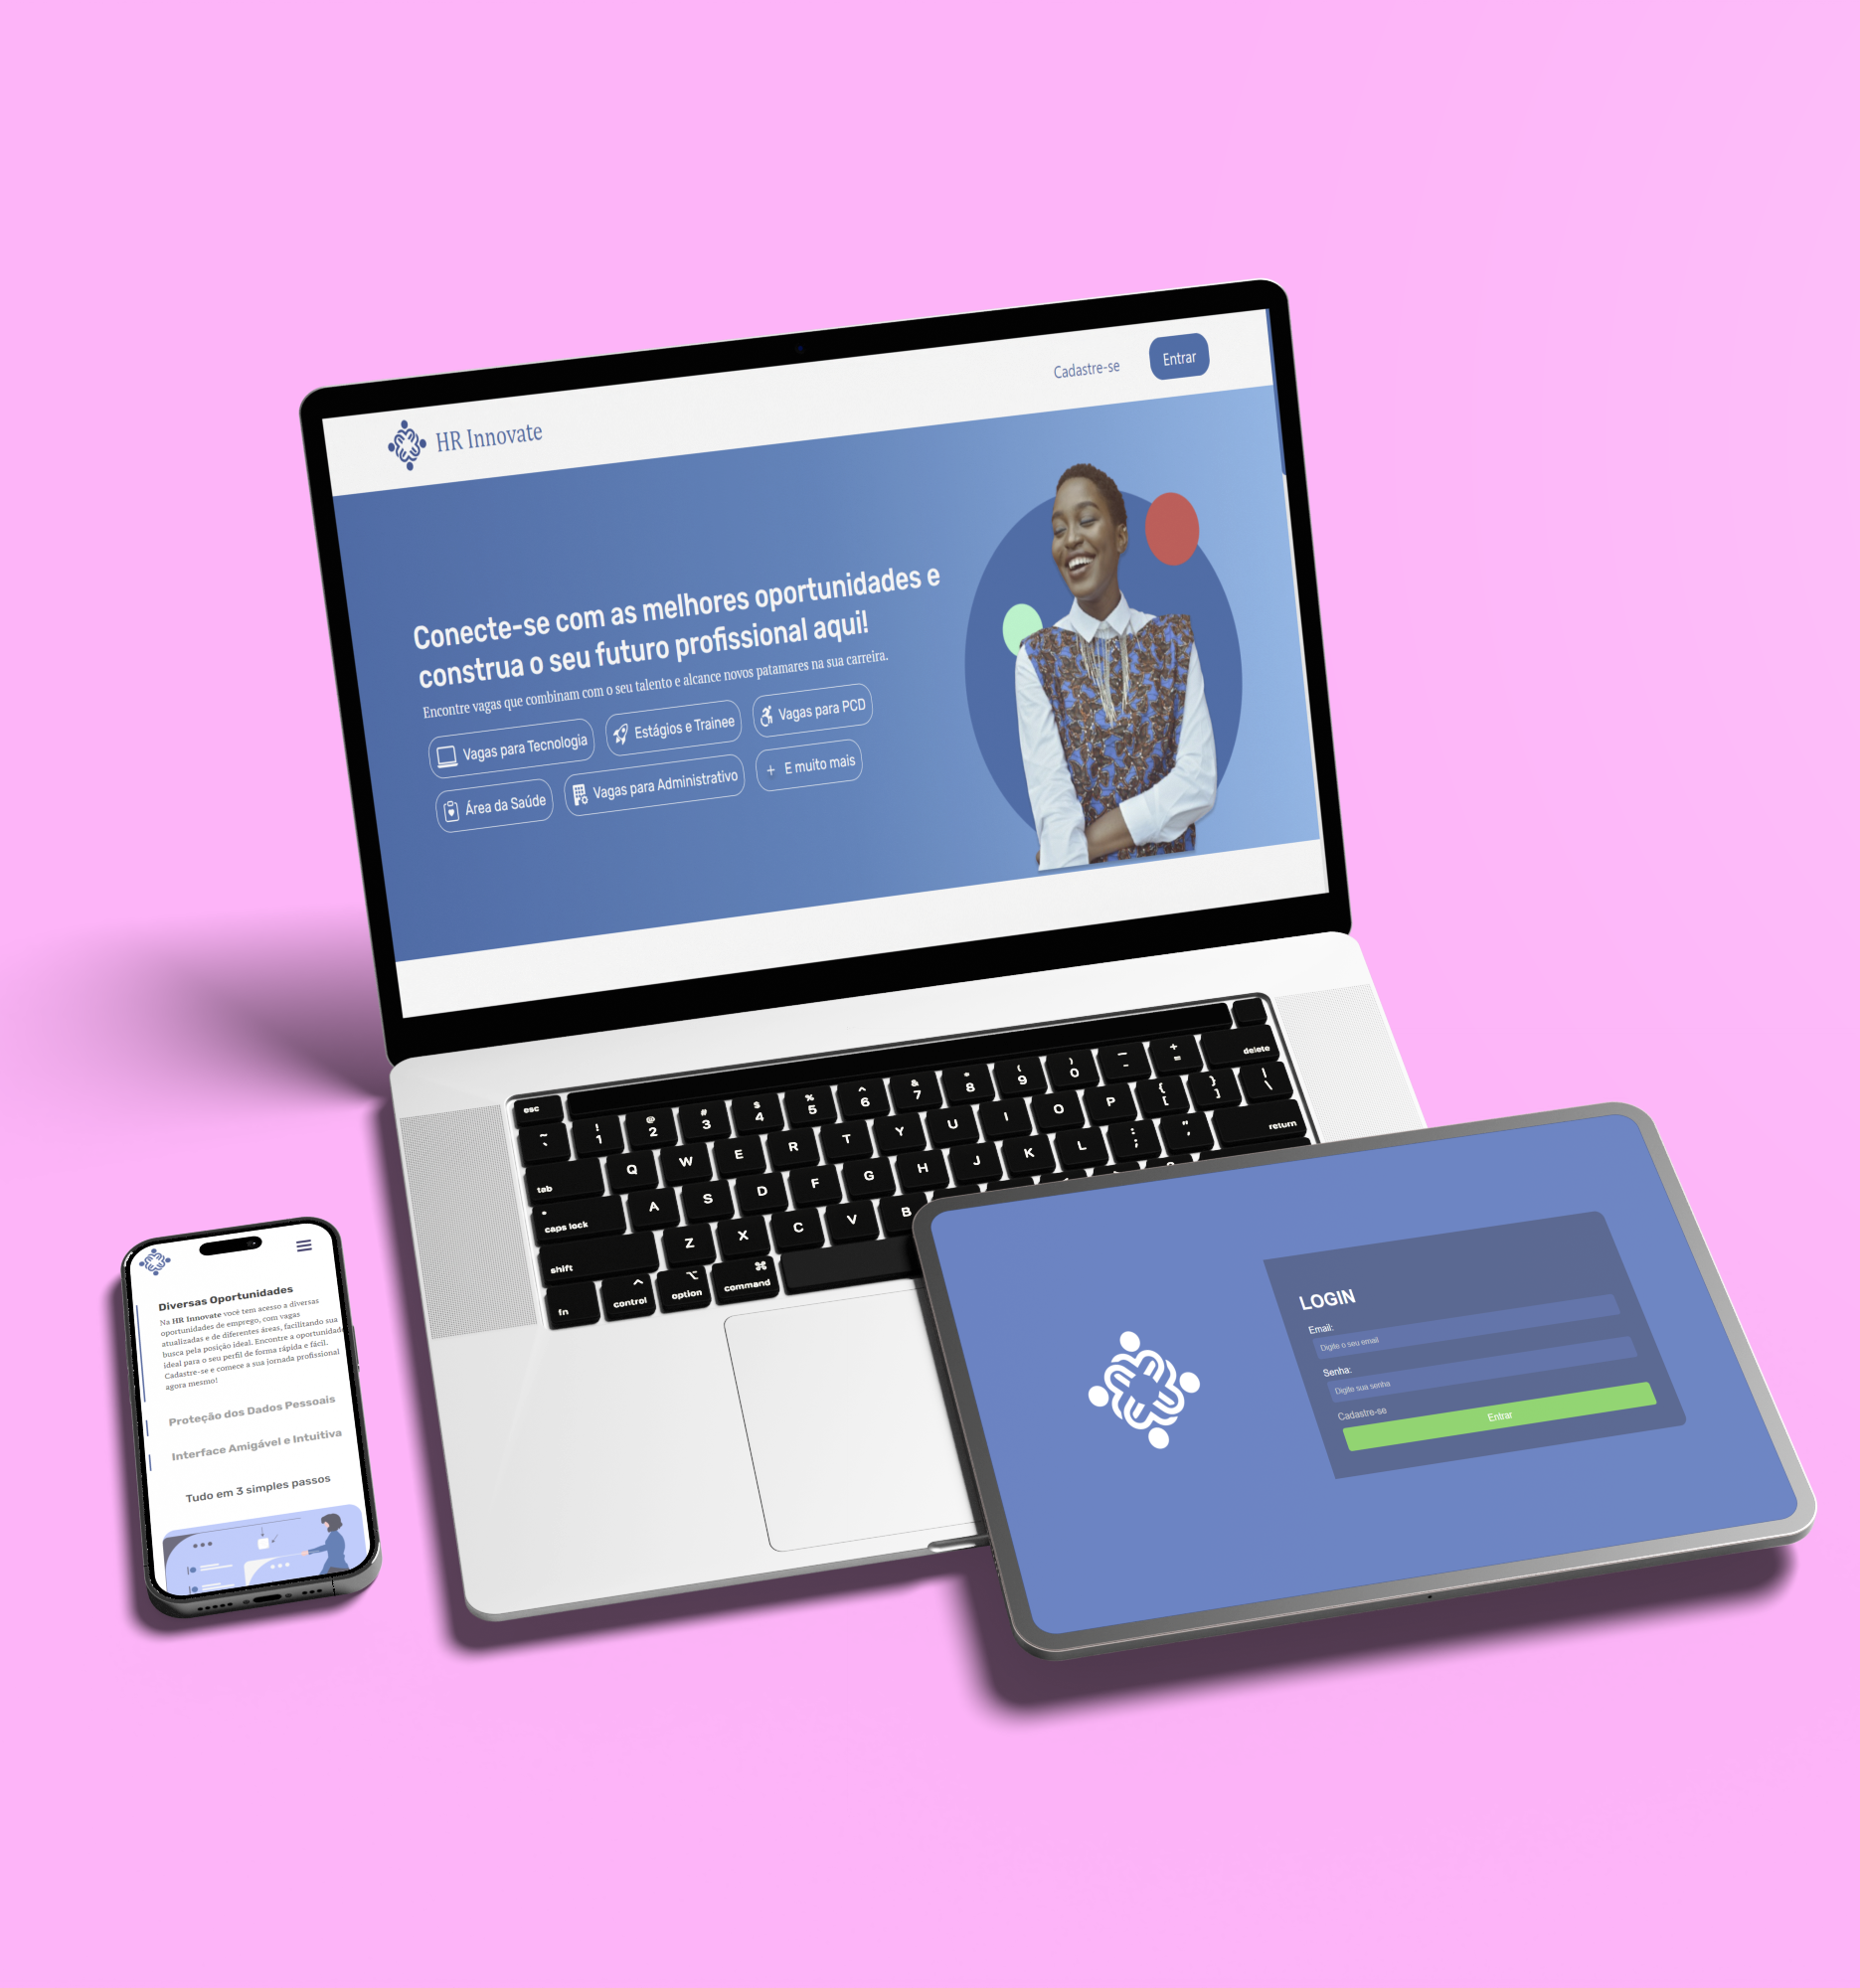 HR Innovate
Cadastre-se
Entrar
Conecte-se com as melhores oportunidades e
construa o seu futuro profissional aqui!
Encontre vagas que combinam com o seu talento e alcance novos patamares na sua carreira.
Vagas para Tecnologia
Estágios e Trainee
Vagas para PCD
Área da Saúde
Vagas para Administrativo
+ E muito mais
esc
~ `
! 1
@ 2
# 3
$ 4
% 5
^ 6
& 7
* 8
( 9
) 0
— -
+ =
delete
tab
Q W E R T Y U I O P { [ } ] | \
caps lock
A S D F G H J K L : ; " '
return
shift
Z X C V B
fn
control
option
command
Diversas Oportunidades
Na HR Innovate você tem acesso a diversas
oportunidades de emprego, com vagas
atualizadas e de diferentes áreas, facilitando sua
busca pela posição ideal. Encontre a oportunidade
ideal para o seu perfil de forma rápida e fácil.
Cadastre-se e comece a sua jornada profissional
agora mesmo!
Proteção dos Dados Pessoais
Interface Amigável e Intuitiva
Tudo em 3 simples passos
LOGIN
Email:
Digite o seu email
Senha:
Digite sua senha
Cadastre-se
Entrar